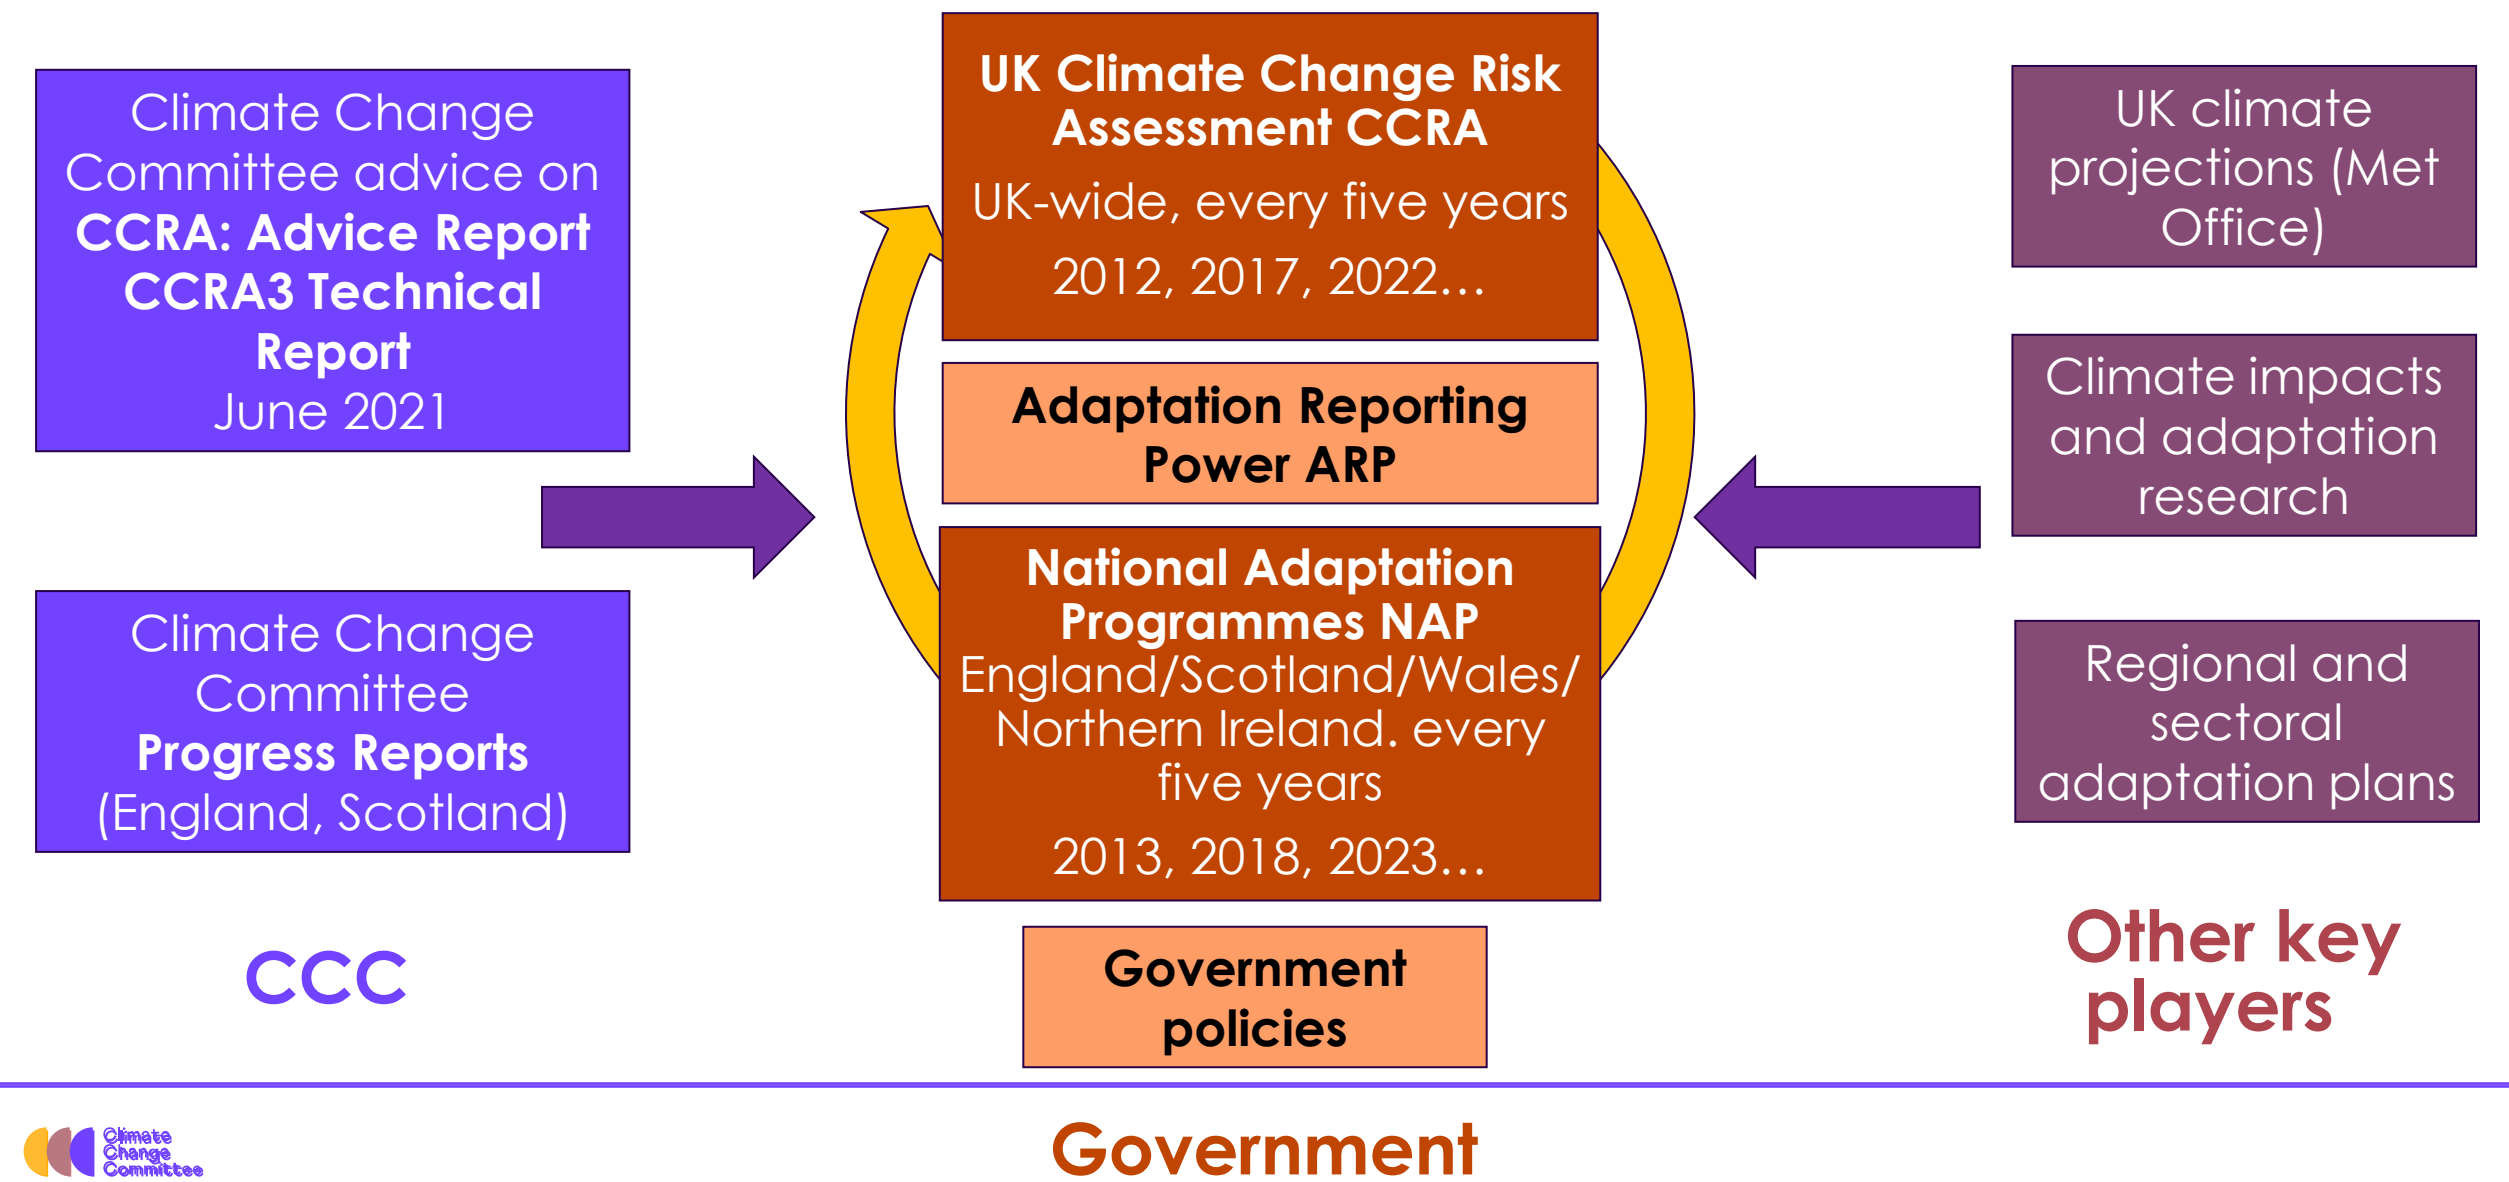 Climate Change
Committee advice on
CCRA: Advice Report
CCRA3 Technical
Report
June 2021
Climate Change
Committee
Progress Reports
(England, Scotland)
CCC
UK Climate Change Risk
Assessment CCRA
UK-wide, every five years
2012, 2017, 2022…
Adaptation Reporting
Power ARP
National Adaptation
Programmes NAP
England/Scotland/Wales/
Northern Ireland. every
five years
2013, 2018, 2023…
Government
policies
Government
UK climate
projections (Met
Office)
Climate impacts
and adaptation
research
Regional and
sectoral
adaptation plans
Other key
players
Climate
Change
Committee